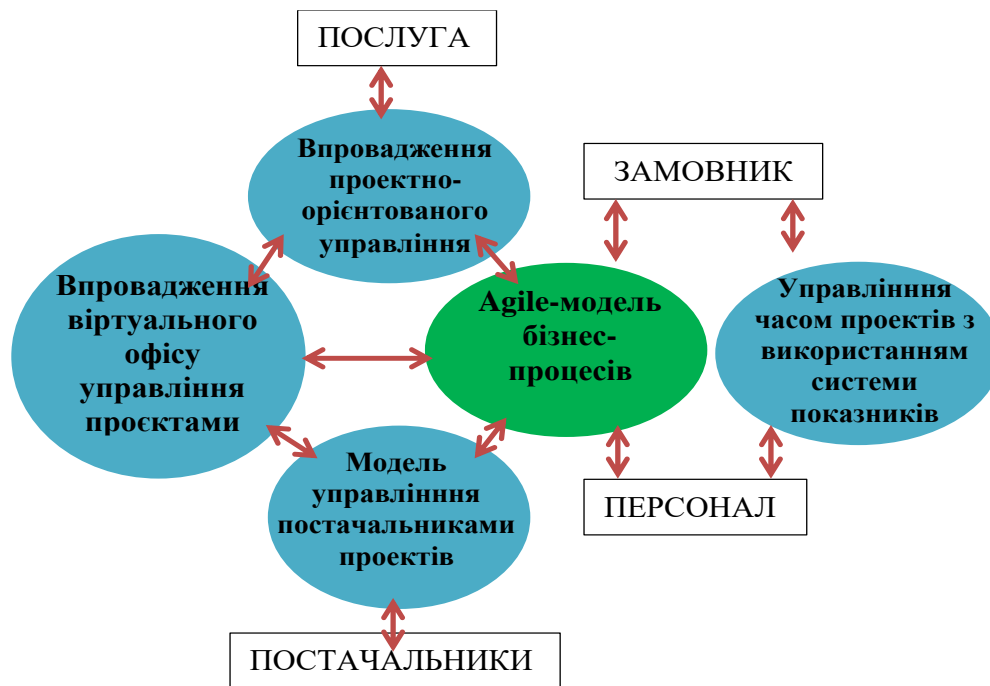 ПОСЛУГА
Впровадження
проектно-
орієнтованого
управління
ЗАМОВНИК
Впровадження
віртуального
офісу
управління
проєктами
Agile-модель
бізнес-
процесів
Управлінння
часом проектів з
використанням
системи
показників
Модель
управлінння
постачальниками
проектів
ПЕРСОНАЛ
ПОСТАЧАЛЬНИКИ